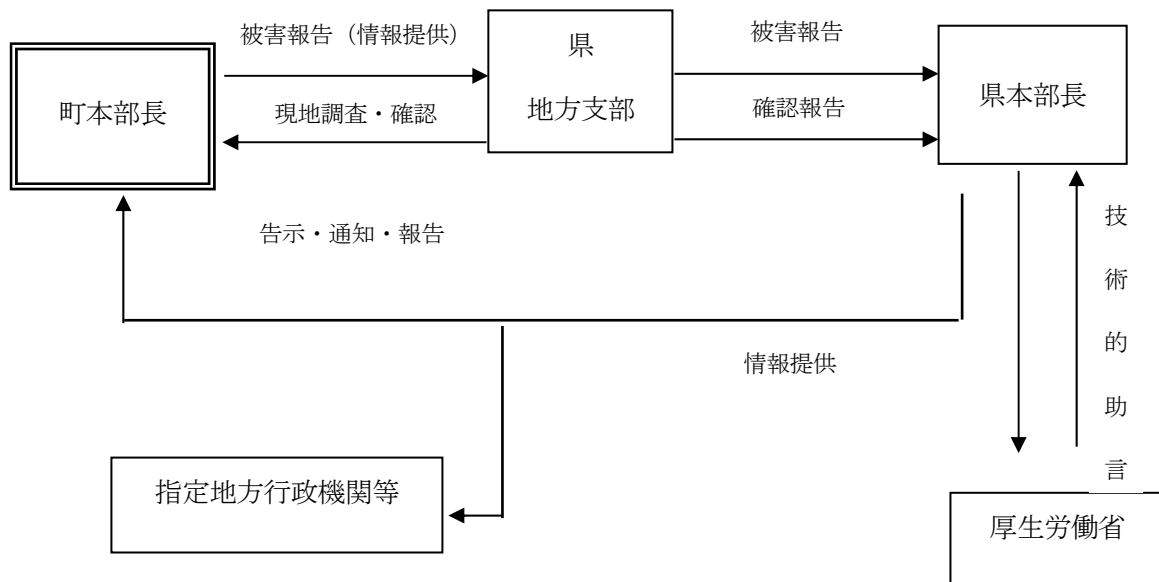 被害報告（情報提供）
県
地方支部
被害報告
町本部長
現地調査・確認
確認報告
県本部長
告示・通知・報告
技術的助言
情報提供
指定地方行政機関等
厚生労働省